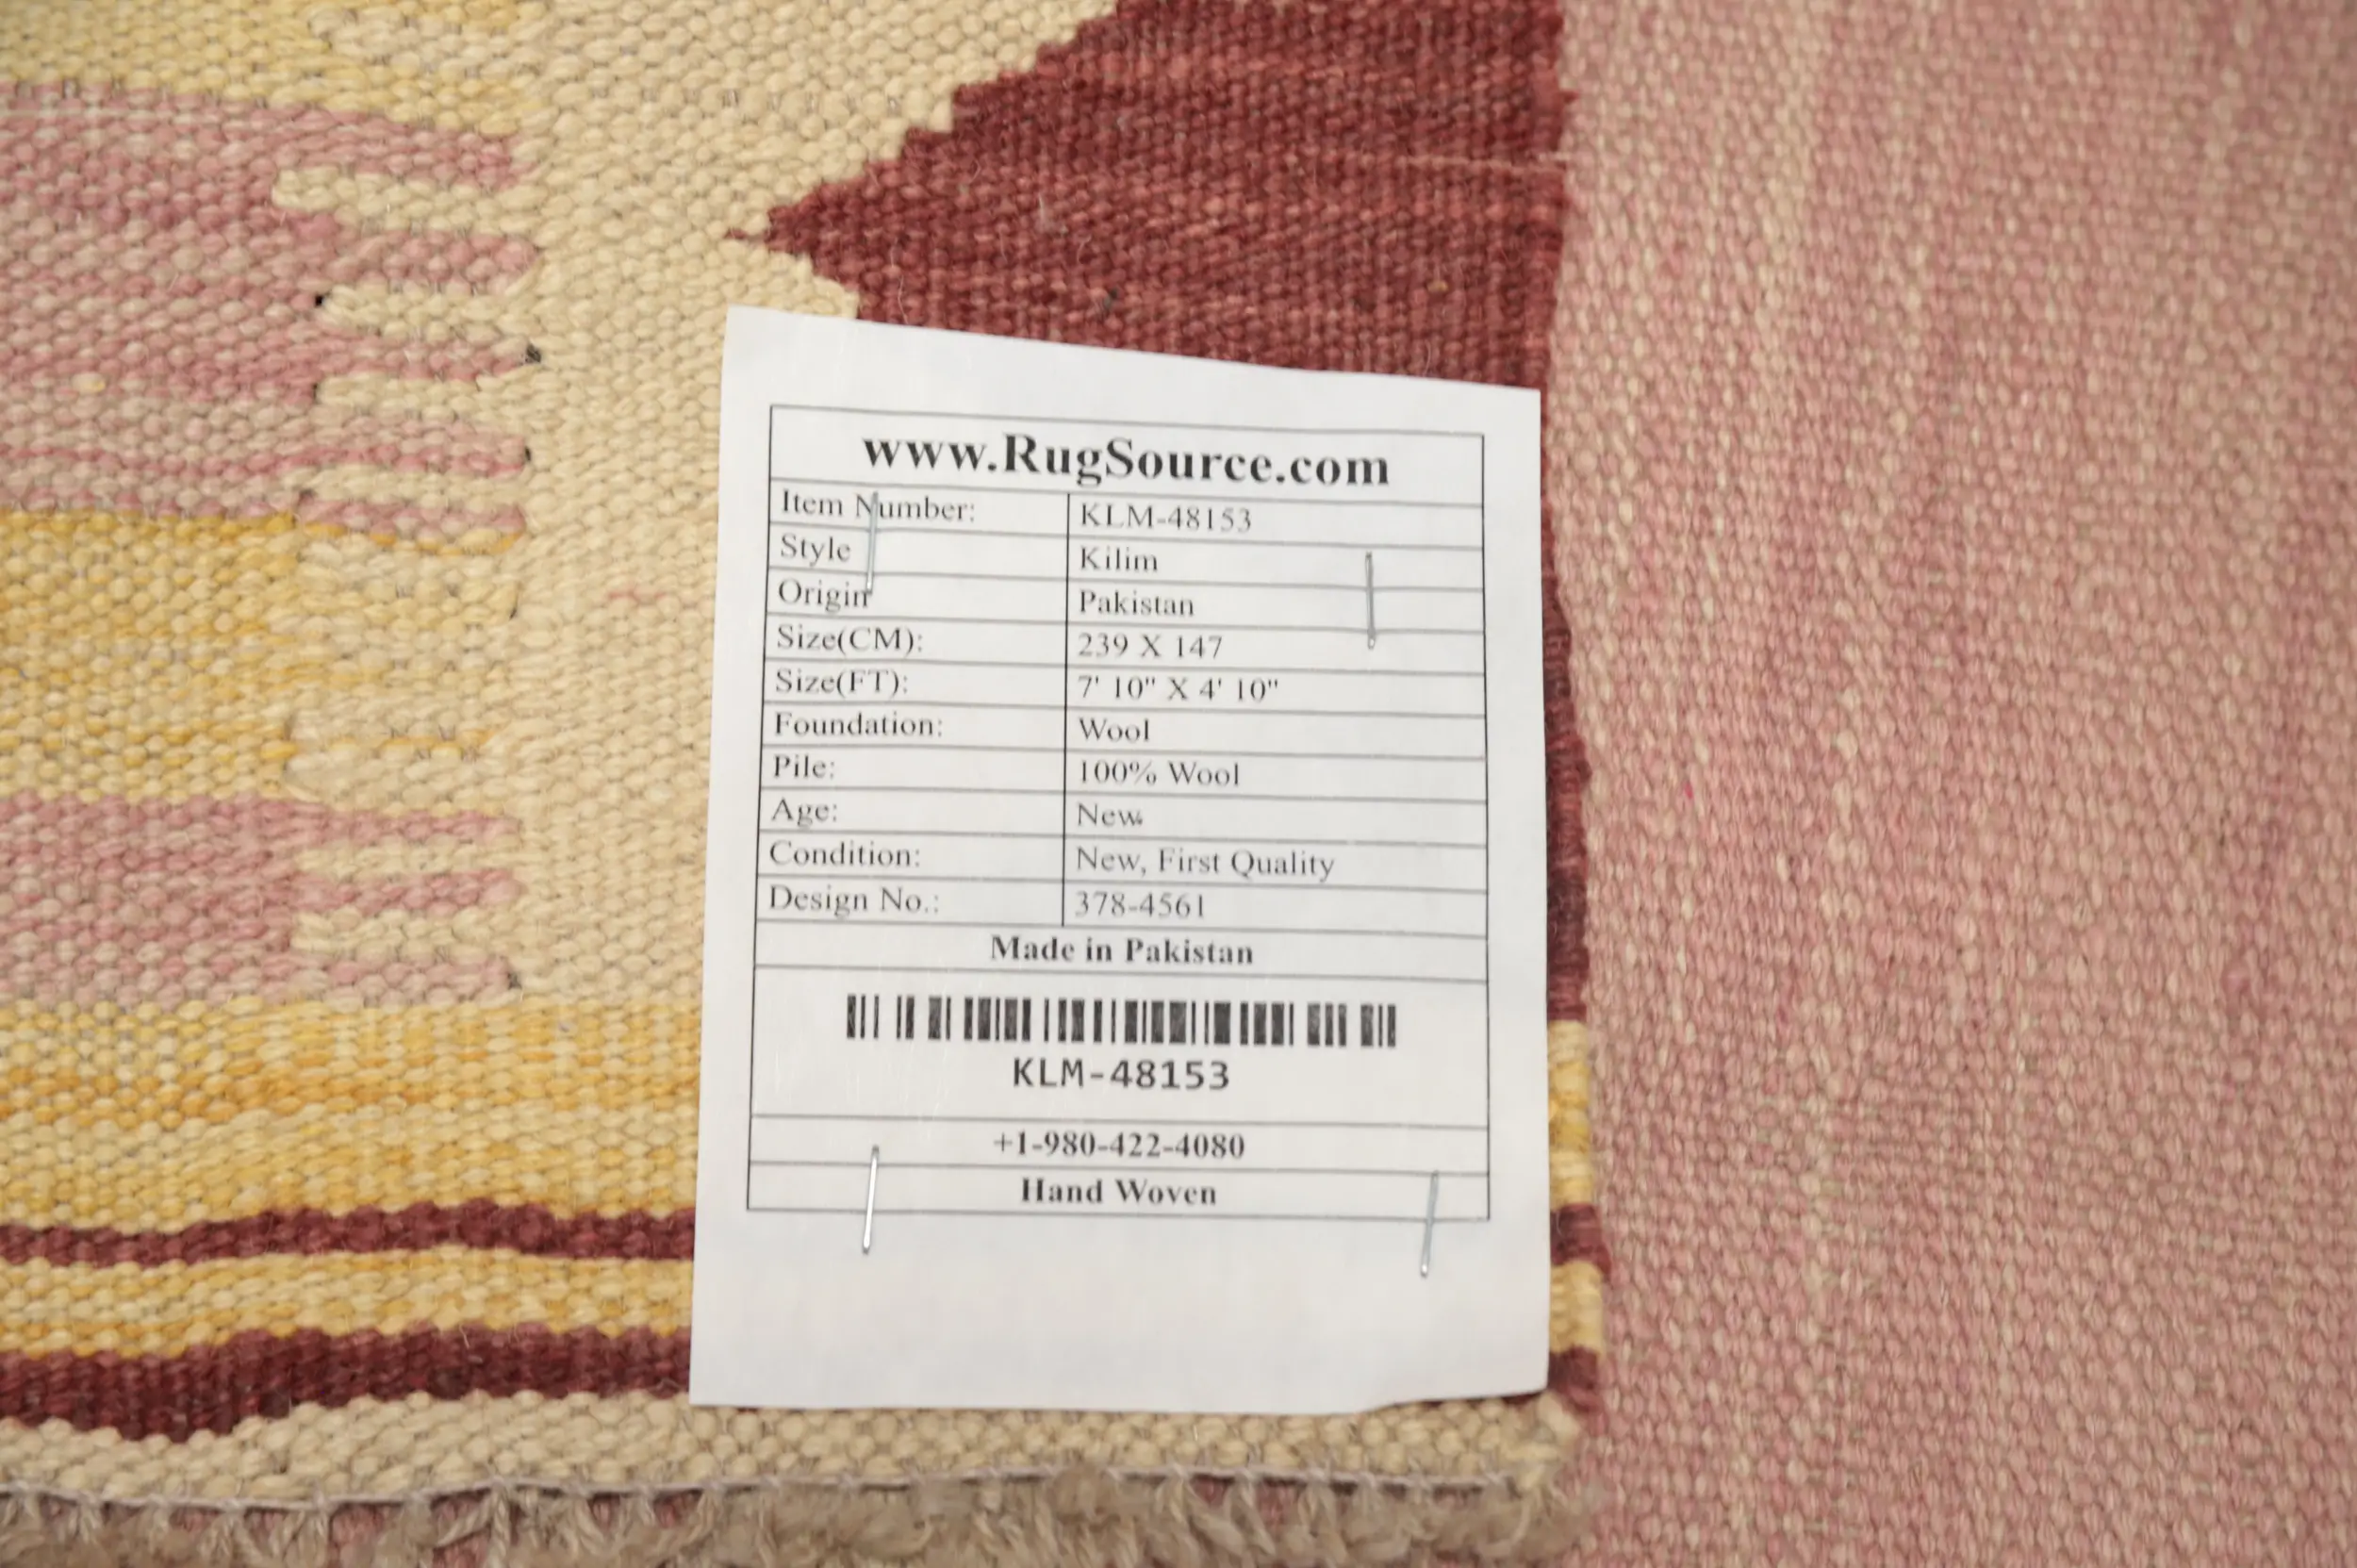 www.RugSource.com
Item Number: KLM-48153
Style Kilim
Origin Pakistan
Size(CM): 239 X 147
Size(FT): 7' 10" X 4' 10"
Foundation: Wool
Pile: 100% Wool
Age: New
Condition: New, First Quality
Design No.: 378-4561
Made in Pakistan
KLM-48153
+1-980-422-4080
Hand Woven